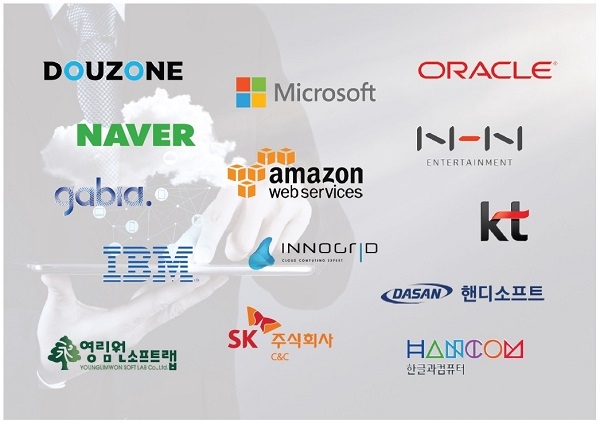 DOUZONE
Microsoft
ORACLE
NAVER
amazon
web services
NHN
ENTERTAINMENT
gabia.
kt
IBM
INNOGRID
CLOUD COMPUTING EXPERT
DASAN 핸디소프트
SK 주식회사
C&C
영림원소프트랩
YOUNGLIMWON SOFT LAB Co., Ltd.
HANCOM
한글과컴퓨터